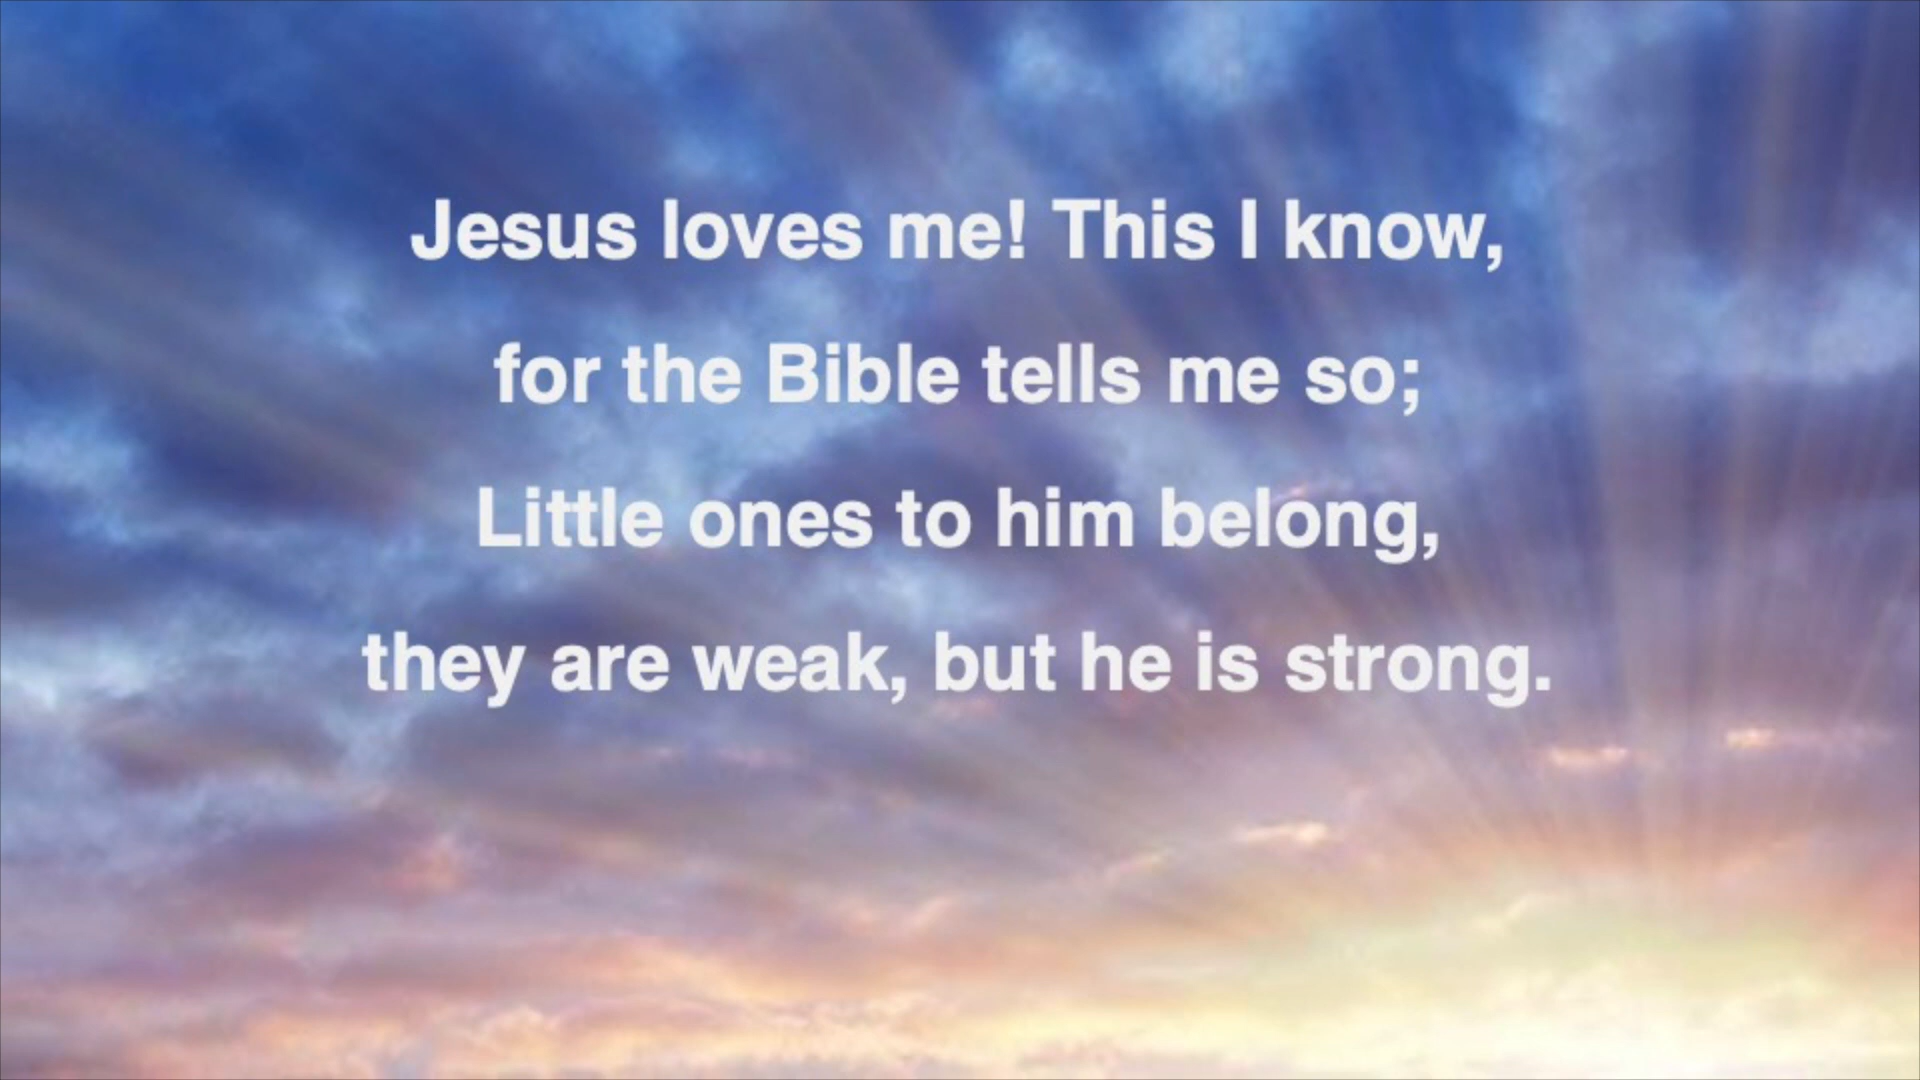 Jesus loves me! This I know,
for the Bible tells me so;
Little ones to him belong,
they are weak, but he is strong.